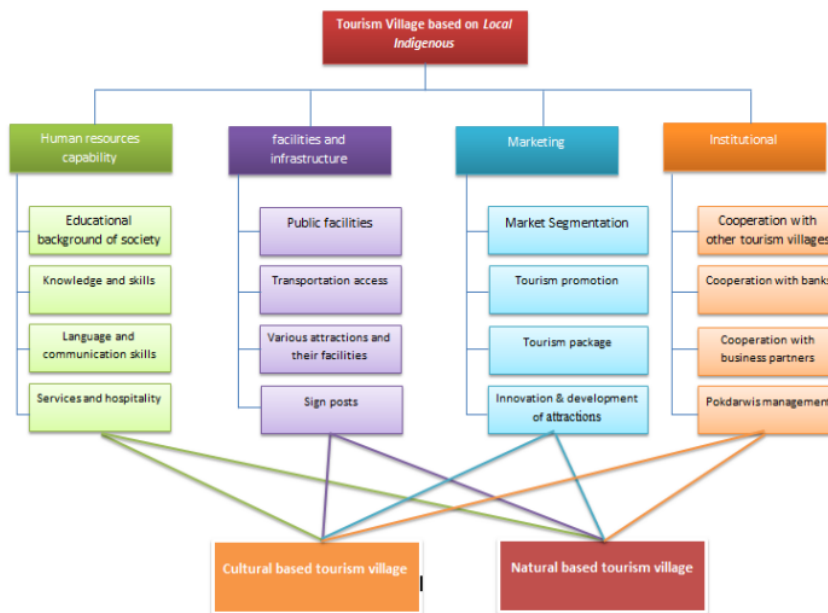 Tourism Village based on Local
Indigenous
Human resources
capability
facilities and
infrastructure
Marketing
Institutional
Educational
background of society
Knowledge and skills
Language and
communication skills
Services and hospitality
Public facilities
Transportation access
Various attractions and
their facilities
Sign posts
Market Segmentation
Tourism promotion
Tourism package
Innovation & development
of attractions
Cooperation with
other tourism villages
Cooperation with banks
Cooperation with
business partners
Pokdarwis management
Cultural based tourism village
Natural based tourism village